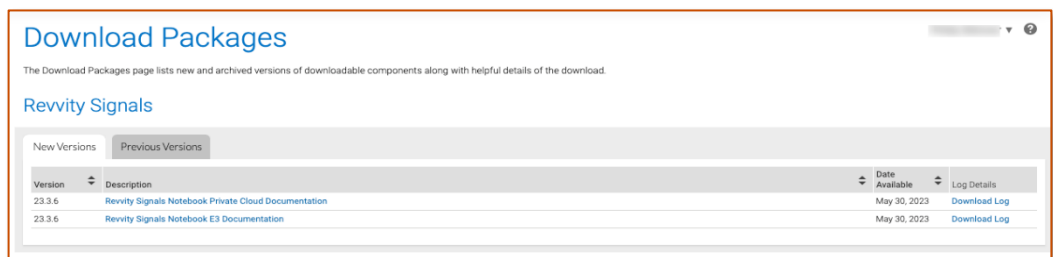 Download Packages
The Download Packages page lists new and archived versions of downloadable components along with helpful details of the download.
Revvity Signals
New Versions Previous Versions
Version Description Date Available Log Details
23.3.6 Revvity Signals Notebook Private Cloud Documentation May 30, 2023 Download Log
23.3.6 Revvity Signals Notebook E3 Documentation May 30, 2023 Download Log